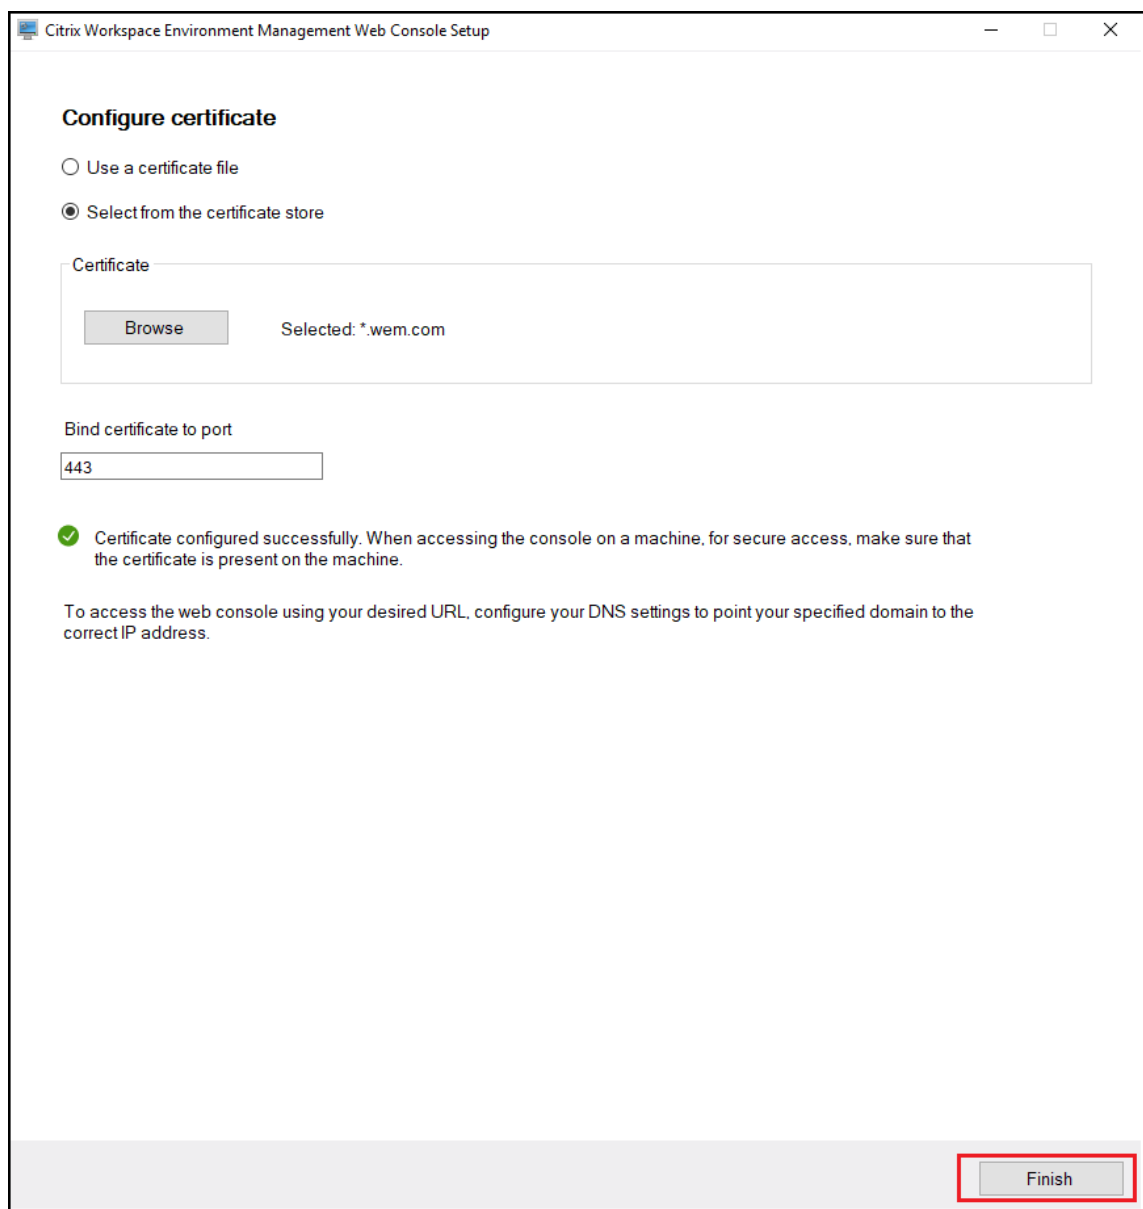 Citrix Workspace Environment Management Web Console Setup
Configure certificate
Use a certificate file
Select from the certificate store
Certificate
Browse
Selected: *.wem.com
Bind certificate to port
443
Certificate configured successfully. When accessing the console on a machine, for secure access, make sure that
the certificate is present on the machine.
To access the web console using your desired URL, configure your DNS settings to point your specified domain to the
correct IP address.
Finish